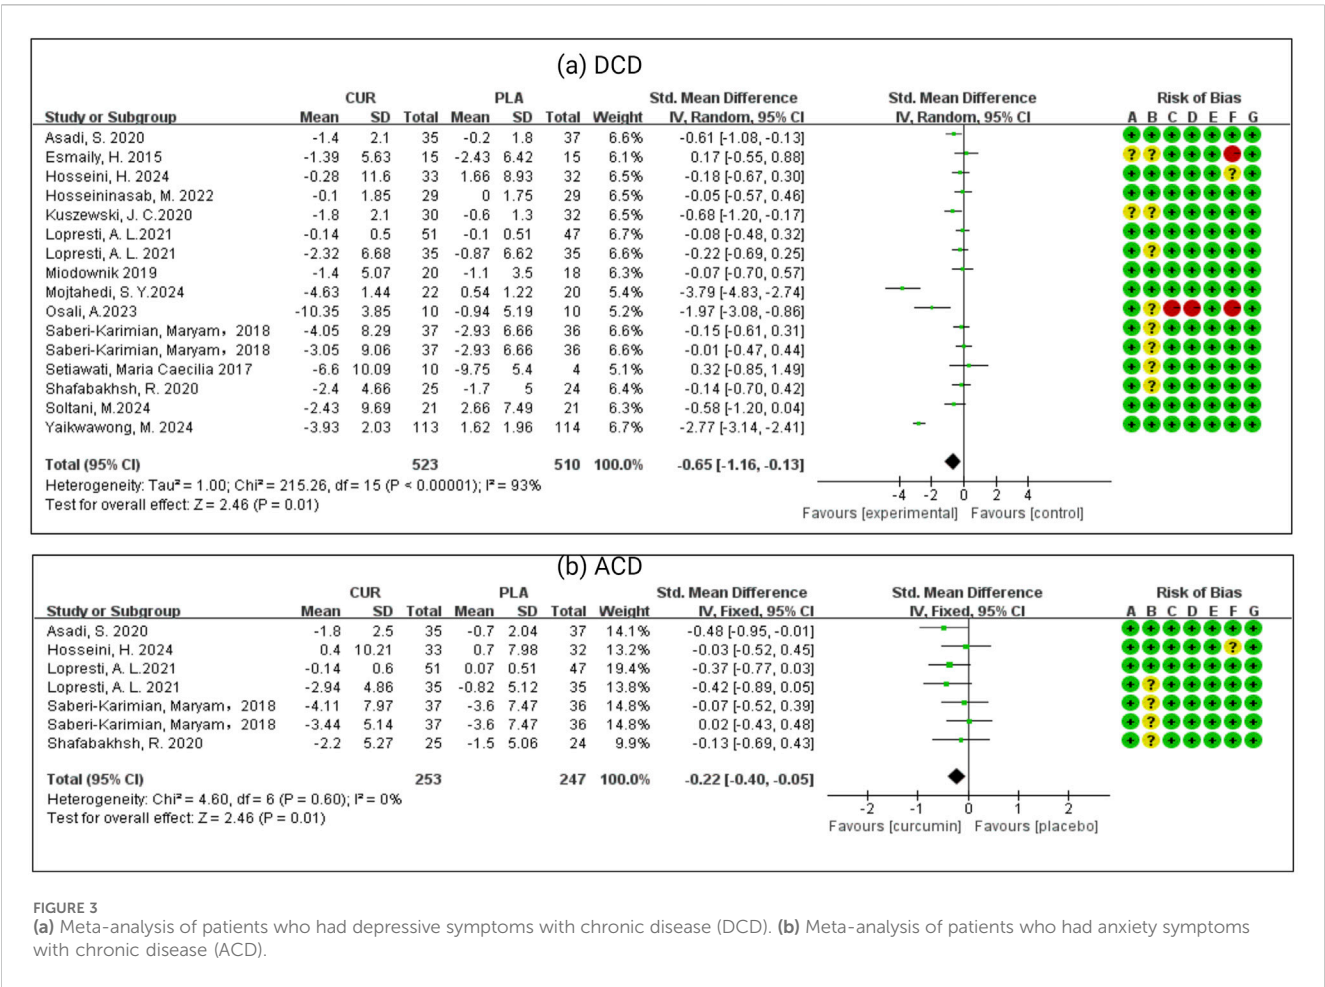 (a) DCD
CUR PLA Std. Mean Difference Std. Mean Difference Risk of Bias
Study or Subgroup Mean SD Total Mean SD Total Weight IV, Random, 95% CI IV, Random, 95% CI A B C D E F G
Asadi, S. 2020 -1.4 2.1 35 -0.2 1.8 37 6.6% -0.61 [-1.08, -0.13] + + + + + + +
Esmaily, H. 2015 -1.39 5.63 15 -2.43 6.42 15 6.1% 0.17 [-0.55, 0.88] ? ? + + + - +
Hosseini, H. 2024 -0.28 11.6 33 1.66 8.93 32 6.5% -0.18 [-0.67, 0.30] + + + + + ? +
Hosseininasab, M. 2022 -0.1 1.85 29 0 1.75 29 6.5% -0.05 [-0.57, 0.46] + + + + + + +
Kuszewski, J. C.2020 -1.8 2.1 30 -0.6 1.3 32 6.5% -0.68 [-1.20, -0.17] ? ? + + + + +
Lopresti, A. L.2021 -0.14 0.5 51 -0.1 0.51 47 6.7% -0.08 [-0.48, 0.32] + + + + + + +
Lopresti, A. L. 2021 -2.32 6.68 35 -0.87 6.62 35 6.6% -0.22 [-0.69, 0.25] + ? + + + + +
Miodownik 2019 -1.4 5.07 20 -1.1 3.5 18 6.3% -0.07 [-0.70, 0.57] + + + + + + +
Mojtahedi, S. Y.2024 -4.63 1.44 22 0.54 1.22 20 5.4% -3.79 [-4.83, -2.74] + + + + + + +
Osali, A.2023 -10.35 3.85 10 -0.94 5.19 10 5.2% -1.97 [-3.08, -0.86] + ? - - + - +
Saberi-Karimian, Maryam，2018 -4.05 8.29 37 -2.93 6.66 36 6.6% -0.15 [-0.61, 0.31] + ? + + + + +
Saberi-Karimian, Maryam，2018 -3.05 9.06 37 -2.93 6.66 36 6.6% -0.01 [-0.47, 0.44] + ? + + + + +
Setiawati, Maria Caecilia 2017 -6.6 10.09 10 -9.75 5.4 4 5.1% 0.32 [-0.85, 1.49] + ? + + + + +
Shafabakhsh, R. 2020 -2.4 4.66 25 -1.7 5 24 6.4% -0.14 [-0.70, 0.42] + ? + + + + +
Soltani, M.2024 -2.43 9.69 21 2.66 7.49 21 6.3% -0.58 [-1.20, 0.04] + + + + + + +
Yaikwawong, M. 2024 -3.93 2.03 113 1.62 1.96 114 6.7% -2.77 [-3.14, -2.41] + + + + + + +
Total (95% CI) 523 510 100.0% -0.65 [-1.16, -0.13]
Heterogeneity: Tau² = 1.00; Chi² = 215.26, df = 15 (P < 0.00001); I² = 93%
Test for overall effect: Z = 2.46 (P = 0.01)
-4 -2 0 2 4
Favours [experimental] Favours [control]
(b) ACD
CUR PLA Std. Mean Difference Std. Mean Difference Risk of Bias
Study or Subgroup Mean SD Total Mean SD Total Weight IV, Fixed, 95% CI IV, Fixed, 95% CI A B C D E F G
Asadi, S. 2020 -1.8 2.5 35 -0.7 2.04 37 14.1% -0.48 [-0.95, -0.01] + + + + + + +
Hosseini, H. 2024 0.4 10.21 33 0.7 7.98 32 13.2% -0.03 [-0.52, 0.45] + + + + + ? +
Lopresti, A. L.2021 -0.14 0.6 51 0.07 0.51 47 19.4% -0.37 [-0.77, 0.03] + + + + + + +
Lopresti, A. L. 2021 -2.94 4.86 35 -0.82 5.12 35 13.8% -0.42 [-0.89, 0.05] + ? + + + + +
Saberi-Karimian, Maryam，2018 -4.11 7.97 37 -3.6 7.47 36 14.8% -0.07 [-0.52, 0.39] + ? + + + + +
Saberi-Karimian, Maryam，2018 -3.44 5.14 37 -3.6 7.47 36 14.8% 0.02 [-0.43, 0.48] + ? + + + + +
Shafabakhsh, R. 2020 -2.2 5.27 25 -1.5 5.06 24 9.9% -0.13 [-0.69, 0.43] + ? + + + + +
Total (95% CI) 253 247 100.0% -0.22 [-0.40, -0.05]
Heterogeneity: Chi² = 4.60, df = 6 (P = 0.60); I² = 0%
Test for overall effect: Z = 2.46 (P = 0.01)
-2 -1 0 1 2
Favours [curcumin] Favours [placebo]
FIGURE 3
(a) Meta-analysis of patients who had depressive symptoms with chronic disease (DCD). (b) Meta-analysis of patients who had anxiety symptoms
with chronic disease (ACD).